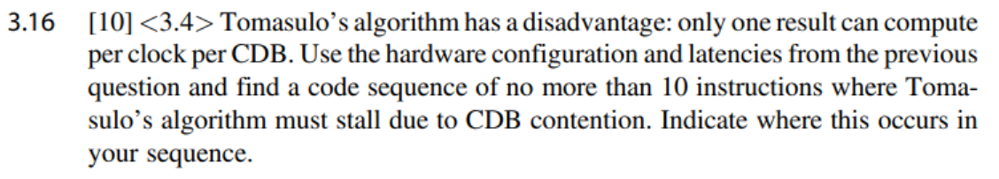 3.16 [10] <3.4> Tomasulo’s algorithm has a disadvantage: only one result can compute
per clock per CDB. Use the hardware configuration and latencies from the previous
question and find a code sequence of no more than 10 instructions where Toma-
sulo’s algorithm must stall due to CDB contention. Indicate where this occurs in
your sequence.